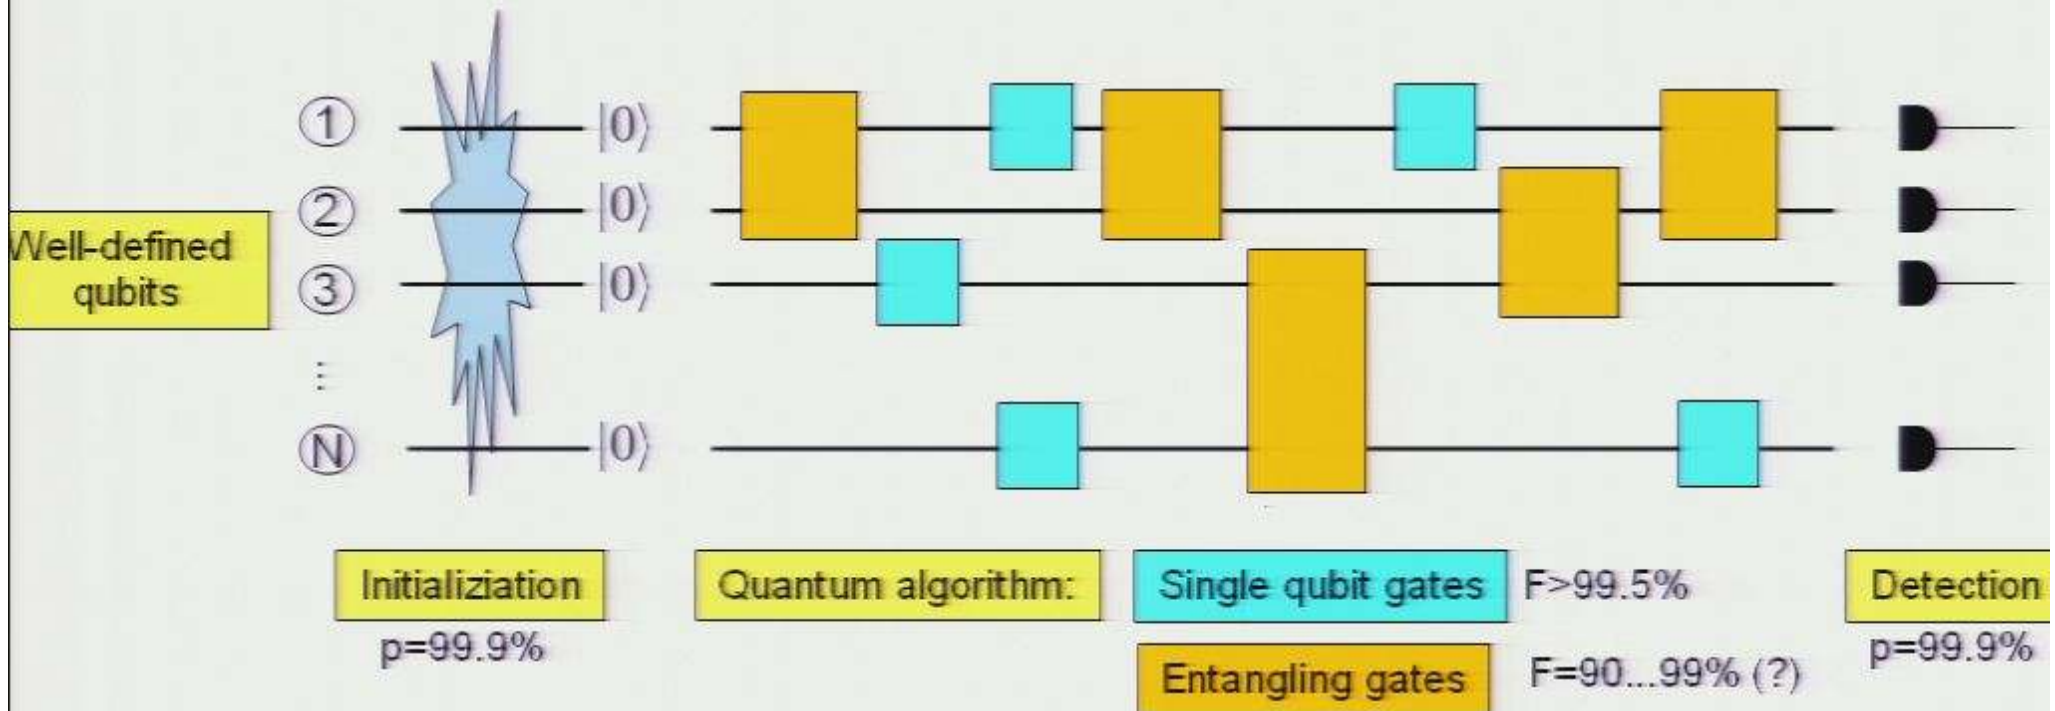 1
|0⟩
2
|0⟩
Well-defined
qubits
3
|0⟩
⋮
N
|0⟩
Initializiation
p=99.9%
Quantum algorithm:
Single qubit gates
F>99.5%
Entangling gates
F=90...99% (?)
Detection
p=99.9%